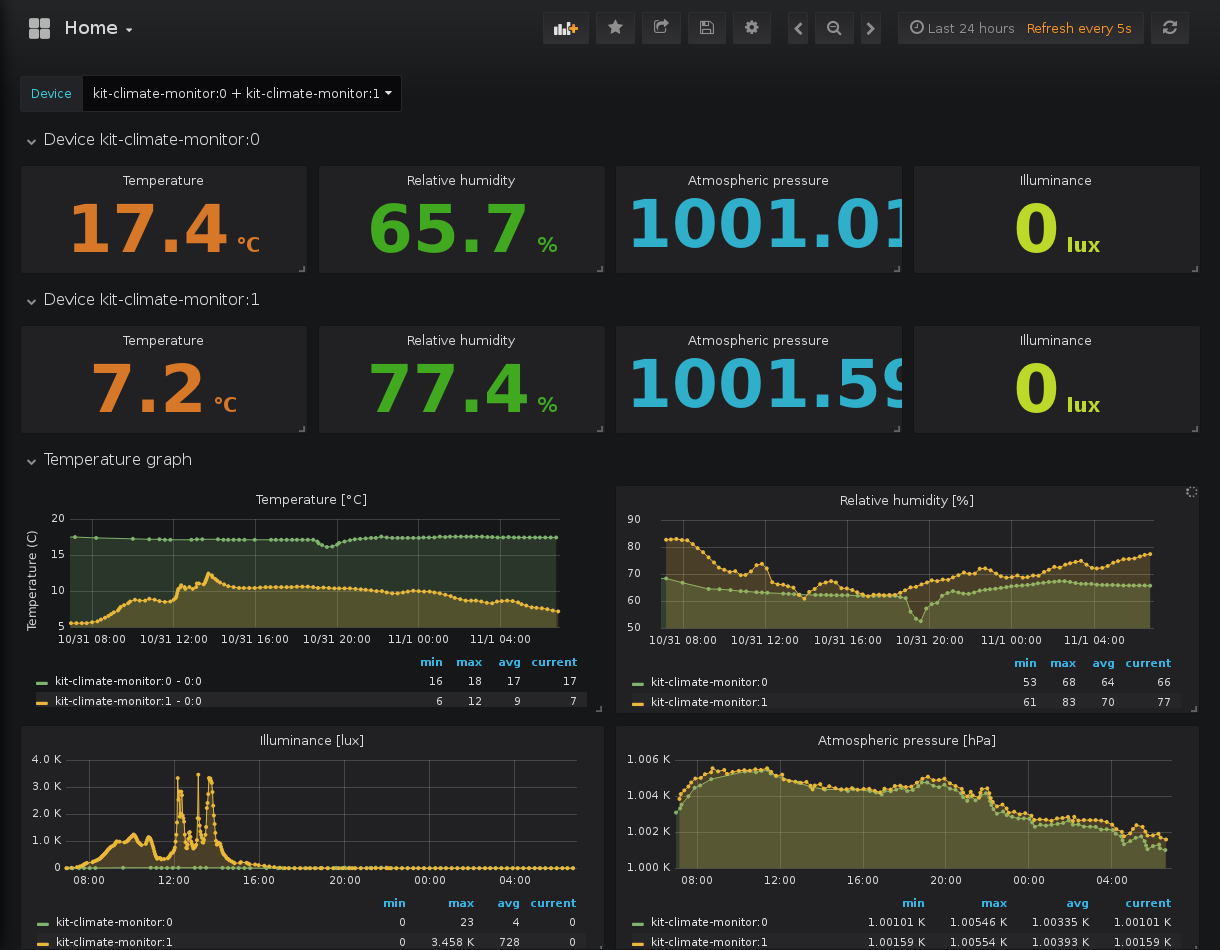 Home
Last 24 hours Refresh every 5s
Device kit-climate-monitor:0 + kit-climate-monitor:1
Device kit-climate-monitor:0
Temperature Relative humidity Atmospheric pressure Illuminance
17.4 °C 65.7 % 1001.01 0 lux
Device kit-climate-monitor:1
Temperature Relative humidity Atmospheric pressure Illuminance
7.2 °C 77.4 % 1001.59 0 lux
Temperature graph
Temperature [°C]
Temperature (C)
20
15
10
5
10/31 08:00 10/31 12:00 10/31 16:00 10/31 20:00 11/1 00:00 11/1 04:00
min max avg current
kit-climate-monitor:0 - 0:0 16 18 17 17
kit-climate-monitor:1 - 0:0 6 12 9 7
Relative humidity [%]
90
80
70
60
50
10/31 08:00 10/31 12:00 10/31 16:00 10/31 20:00 11/1 00:00 11/1 04:00
min max avg current
kit-climate-monitor:0 53 68 64 66
kit-climate-monitor:1 61 83 70 77
Illuminance [lux]
4.0 K
3.0 K
2.0 K
1.0 K
0
08:00 12:00 16:00 20:00 00:00 04:00
min max avg current
kit-climate-monitor:0 0 23 4 0
kit-climate-monitor:1 0 3.458 K 728 0
Atmospheric pressure [hPa]
1.006 K
1.004 K
1.002 K
1.000 K
08:00 12:00 16:00 20:00 00:00 04:00
min max avg current
kit-climate-monitor:0 1.00101 K 1.00546 K 1.00335 K 1.00101 K
kit-climate-monitor:1 1.00159 K 1.00554 K 1.00393 K 1.00159 K